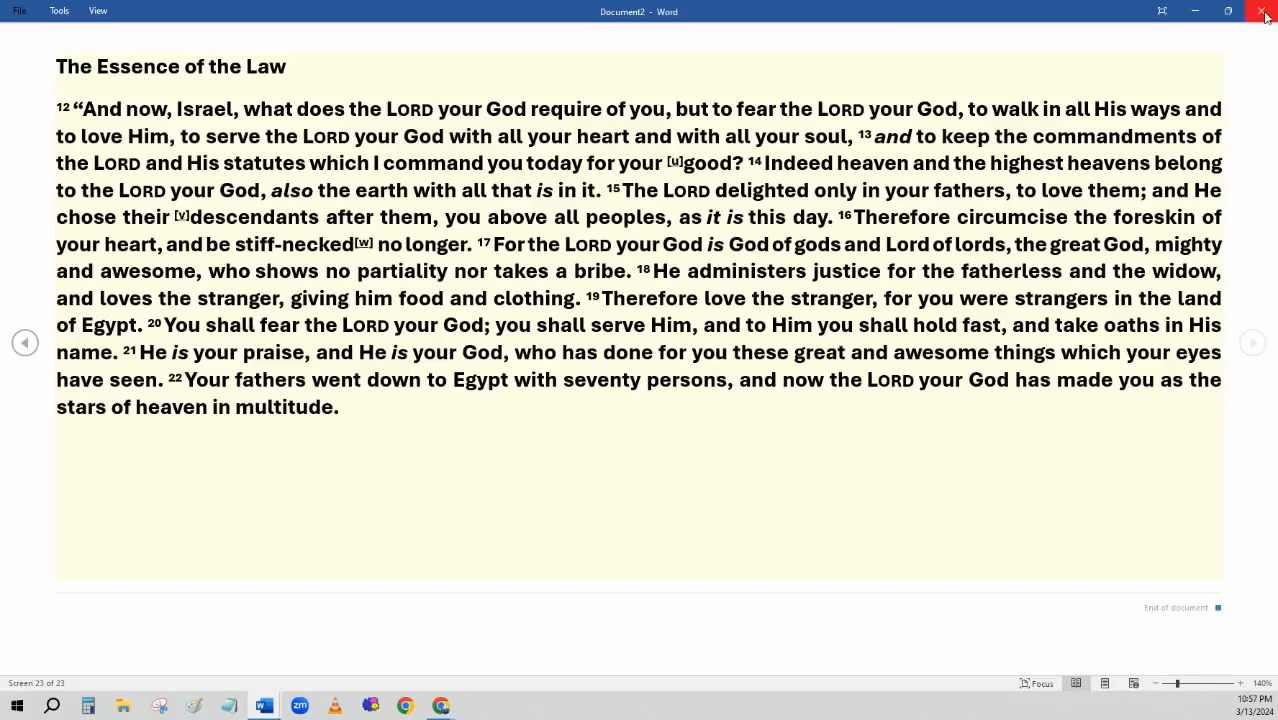 File Tools View Document2 - Word
The Essence of the Law
12 “And now, Israel, what does the LORD your God require of you, but to fear the LORD your God, to walk in all His ways and
to love Him, to serve the LORD your God with all your heart and with all your soul, 13 and to keep the commandments of
the LORD and His statutes which I command you today for your [u]good? 14 Indeed heaven and the highest heavens belong
to the LORD your God, also the earth with all that is in it. 15 The LORD delighted only in your fathers, to love them; and He
chose their [v]descendants after them, you above all peoples, as it is this day. 16 Therefore circumcise the foreskin of
your heart, and be stiff-necked[w] no longer. 17 For the LORD your God is God of gods and Lord of lords, the great God, mighty
and awesome, who shows no partiality nor takes a bribe. 18 He administers justice for the fatherless and the widow,
and loves the stranger, giving him food and clothing. 19 Therefore love the stranger, for you were strangers in the land
of Egypt. 20 You shall fear the LORD your God; you shall serve Him, and to Him you shall hold fast, and take oaths in His
name. 21 He is your praise, and He is your God, who has done for you these great and awesome things which your eyes
have seen. 22 Your fathers went down to Egypt with seventy persons, and now the LORD your God has made you as the
stars of heaven in multitude.
End of document
Screen 23 of 23 Focus 140%
zm 10:57 PM
3/13/2024